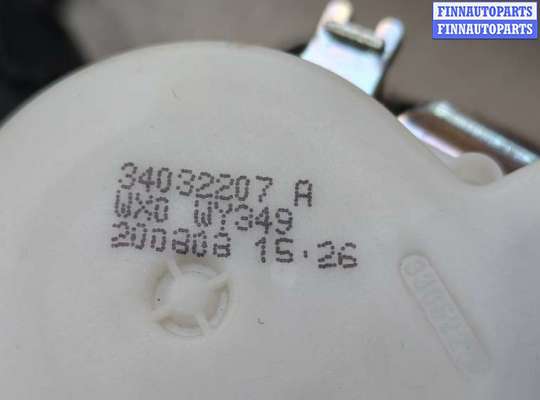 FINNAUTOPARTS
FINNAUTOPARTS
34032207 A
WX0 WY349
200808 15.26